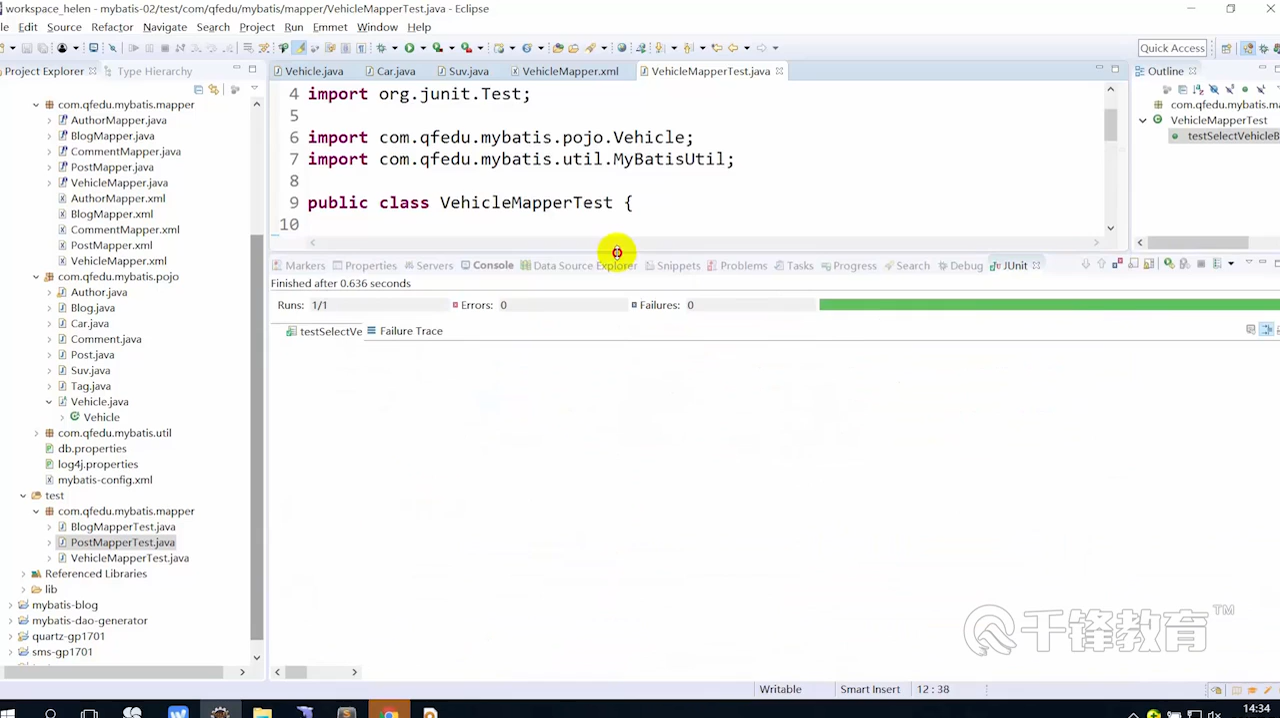 workspace_helen - mybatis-02/test/com/qfedu/mybatis/mapper/VehicleMapperTest.java - Eclipse
Edit Source Refactor Navigate Search Project Run Emmet Window Help
Quick Access
Project Explorer Type Hierarchy
com.qfedu.mybatis.mapper
AuthorMapper.java
BlogMapper.java
CommentMapper.java
PostMapper.java
VehicleMapper.java
AuthorMapper.xml
BlogMapper.xml
CommentMapper.xml
PostMapper.xml
VehicleMapper.xml
com.qfedu.mybatis.pojo
Author.java
Blog.java
Car.java
Comment.java
Post.java
Suv.java
Tag.java
Vehicle.java
Vehicle
com.qfedu.mybatis.util
db.properties
log4j.properties
mybatis-config.xml
test
com.qfedu.mybatis.mapper
BlogMapperTest.java
PostMapperTest.java
VehicleMapperTest.java
Referenced Libraries
lib
mybatis-blog
mybatis-dao-generator
quartz-gp1701
sms-gp1701
Vehicle.java Car.java Suv.java VehicleMapper.xml VehicleMapperTest.java
4 import org.junit.Test;
5
6 import com.qfedu.mybatis.pojo.Vehicle;
7 import com.qfedu.mybatis.util.MyBatisUtil;
8
9 public class VehicleMapperTest {
10
Outline
com.qfedu.mybatis.ma
VehicleMapperTest
testSelectVehicleB
Markers Properties Servers Console Data Source Explorer Snippets Problems Tasks Progress Search Debug JUnit
Finished after 0.636 seconds
Runs: 1/1 Errors: 0 Failures: 0
testSelectVe Failure Trace
千锋教育™
Writable Smart Insert 12 : 38
14:34